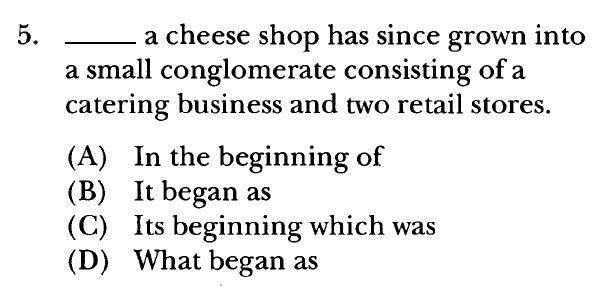 5. _____ a cheese shop has since grown into
a small conglomerate consisting of a
catering business and two retail stores.
(A) In the beginning of
(B) It began as
(C) Its beginning which was
(D) What began as